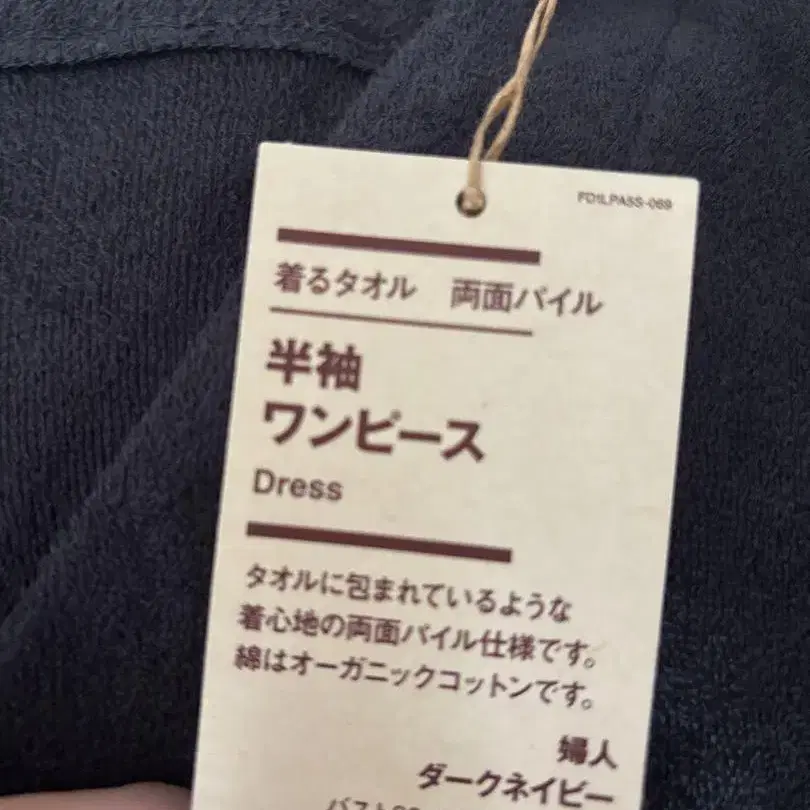 FD1LPA5S-069
着るタオル 両面パイル
半袖
ワンピース
Dress
タオルに包まれているような
着心地の両面パイル仕様です。
綿はオーガニックコットンです。
婦人
ダークネイビー
バスト